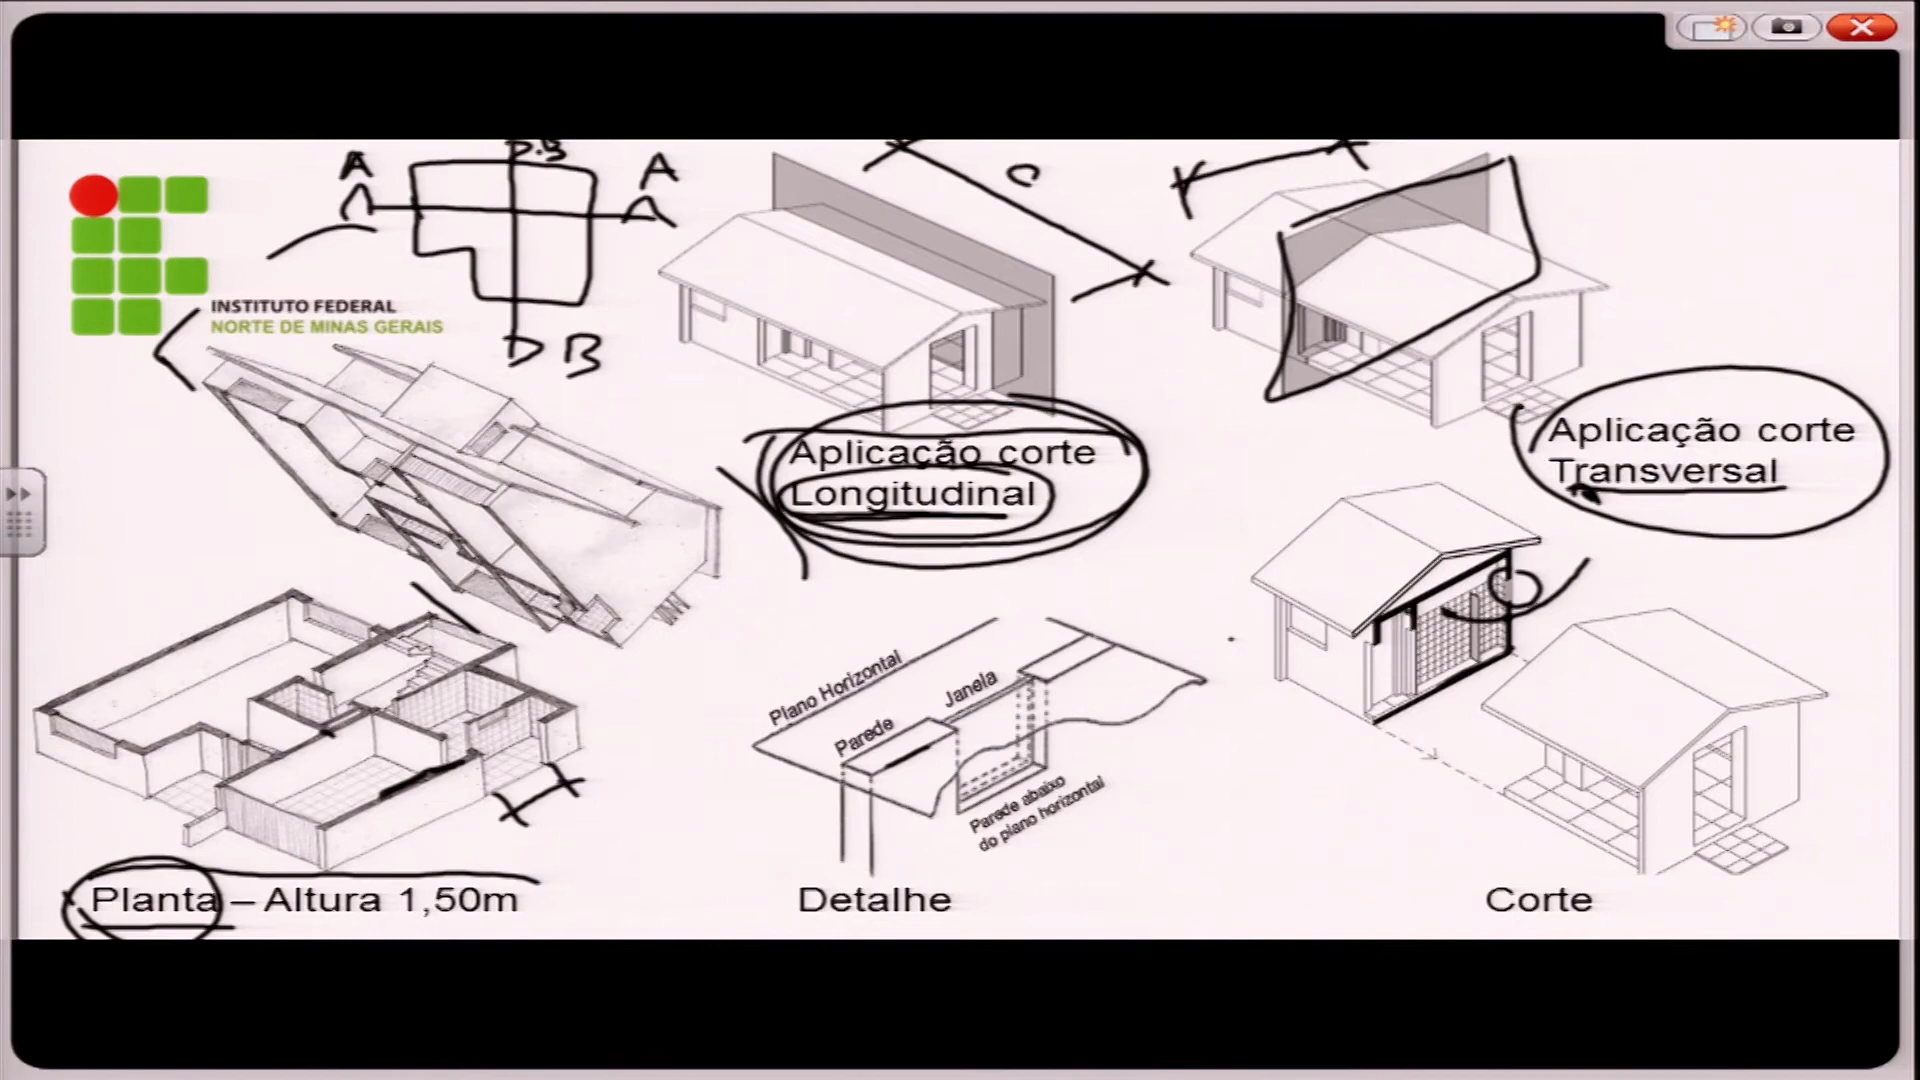 A
B
A
C
INSTITUTO FEDERAL
NORTE DE MINAS GERAIS
B
Aplicação corte
Longitudinal
Aplicação corte
Transversal
Plano Horizontal
Janela
Parede
Parede abaixo
do plano horizontal
Planta – Altura 1,50m
Detalhe
Corte